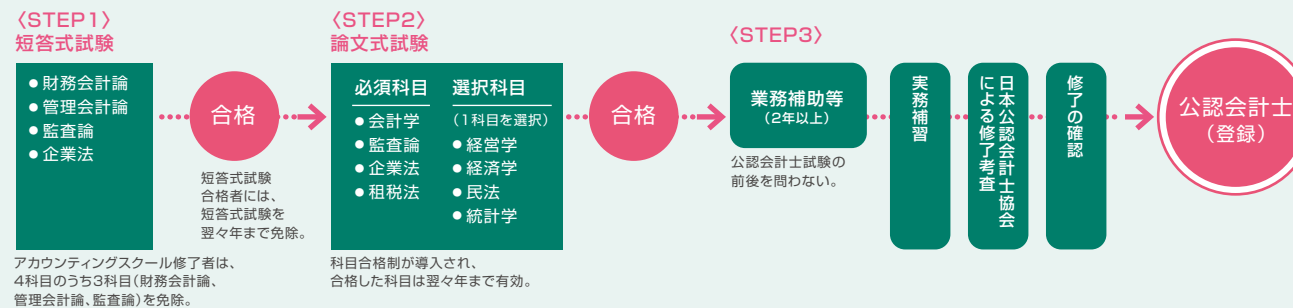 〈STEP1〉
短答式試験
● 財務会計論
● 管理会計論
● 監査論
● 企業法
アカウンティングスクール修了者は、
4科目のうち3科目（財務会計論、
管理会計論、監査論）を免除。
合格
短答式試験
合格者には、
短答式試験を
翌々年まで免除。
〈STEP2〉
論文式試験
必須科目
● 会計学
● 監査論
● 企業法
● 租税法
選択科目
（1科目を選択）
● 経営学
● 経済学
● 民法
● 統計学
科目合格制が導入され、
合格した科目は翌々年まで有効。
合格
〈STEP3〉
業務補助等
（2年以上）
公認会計士試験の
前後を問わない。
実務補習
日本公認会計士協会
による修了考査
修了の確認
公認会計士
（登録）